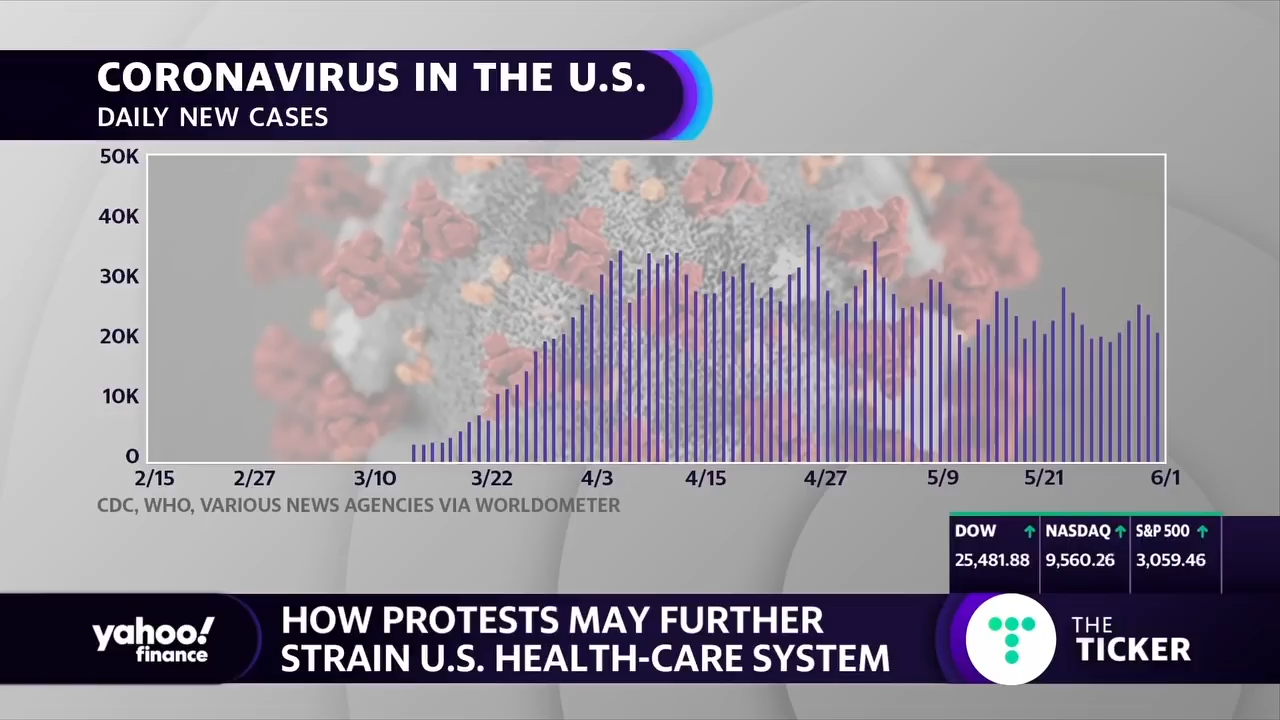 CORONAVIRUS IN THE U.S.
DAILY NEW CASES
50K
40K
30K
20K
10K
0
2/15 2/27 3/10 3/22 4/3 4/15 4/27 5/9 5/21 6/1
CDC, WHO, VARIOUS NEWS AGENCIES VIA WORLDOMETER
DOW NASDAQ S&P 500
25,481.88 9,560.26 3,059.46
yahoo!
finance
HOW PROTESTS MAY FURTHER
STRAIN U.S. HEALTH-CARE SYSTEM
THE
TICKER